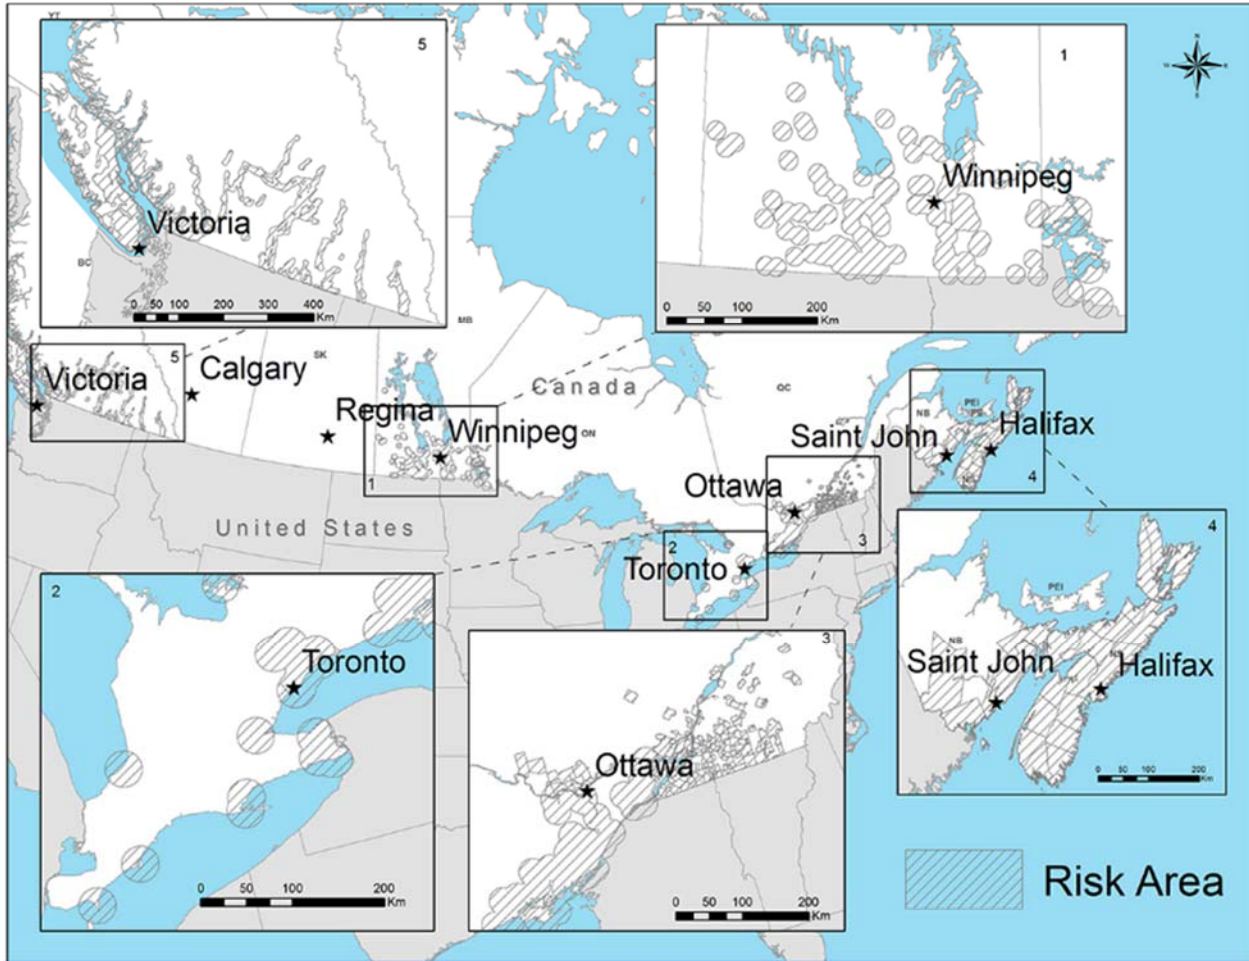 YT
5
Victoria
BC
0 50 100 200 300 400
Km
1
Winnipeg
0 50 100 200
Km
N
W E
S
MB
SK
5
Victoria
Calgary
Regina
Winnipeg
1
Canada
ON
QC
United States
Ottawa
3
2
Toronto
NB
PEI
Saint John
Halifax
4
2
Toronto
0 50 100 200
Km
3
Ottawa
0 50 100 200
Km
4
PEI
NB
Saint John
Halifax
0 50 100 200
Km
Risk Area